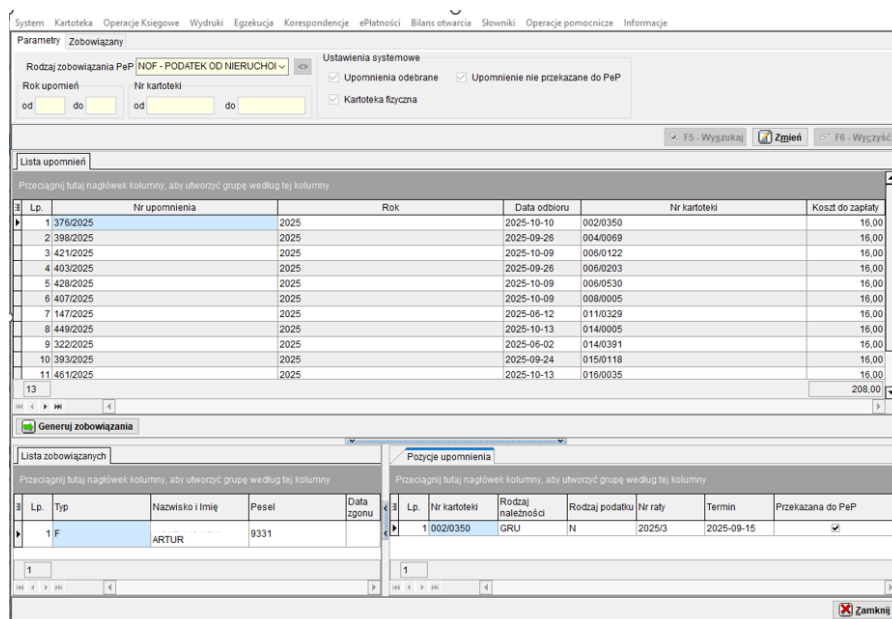 System Kartoteka Operacje Księgowe Wydruki Egzekucja Korespondencje ePłatności Bilans otwarcia Słowniki Operacje pomocnicze Informacje
Parametry Zobowiązany
Rodzaj zobowiązania PeP NOF - PODATEK OD NIERUCHOI <>
Ustawienia systemowe
Upomnienia odebrane Upomnienie nie przekazane do PeP
Kartoteka fizyczna
Rok upomnień Nr kartoteki
od do od do
F5 - Wyszukaj Zmień F6 - Wyczyść
Lista upomnień
Przeciągnij tutaj nagłówek kolumny, aby utworzyć grupę według tej kolumny
Lp. Nr upomnienia Rok Data odbioru Nr kartoteki Koszt do zapłaty
1 376/2025 2025 2025-10-10 002/0350 16,00
2 398/2025 2025 2025-09-26 004/0069 16,00
3 421/2025 2025 2025-10-09 006/0122 16,00
4 403/2025 2025 2025-09-26 006/0203 16,00
5 428/2025 2025 2025-10-09 006/0530 16,00
6 407/2025 2025 2025-10-09 008/0005 16,00
7 147/2025 2025 2025-06-12 011/0329 16,00
8 449/2025 2025 2025-10-13 014/0005 16,00
9 322/2025 2025 2025-06-02 014/0391 16,00
10 393/2025 2025 2025-09-24 015/0118 16,00
11 461/2025 2025 2025-10-13 016/0035 16,00
13 208,00
Generuj zobowiązania
Lista zobowiązanych
Przeciągnij tutaj nagłówek kolumny, aby utworzyć grupę według tej kolumny
Lp. Typ Nazwisko i Imię Pesel Data zgonu
1 F ARTUR 9331
1
Pozycje upomnienia
Przeciągnij tutaj nagłówek kolumny, aby utworzyć grupę według tej kolumny
Lp. Nr kartoteki Rodzaj należności Rodzaj podatku Nr raty Termin Przekazana do PeP
1 002/0350 GRU N 2025/3 2025-09-15
1
Zamknij